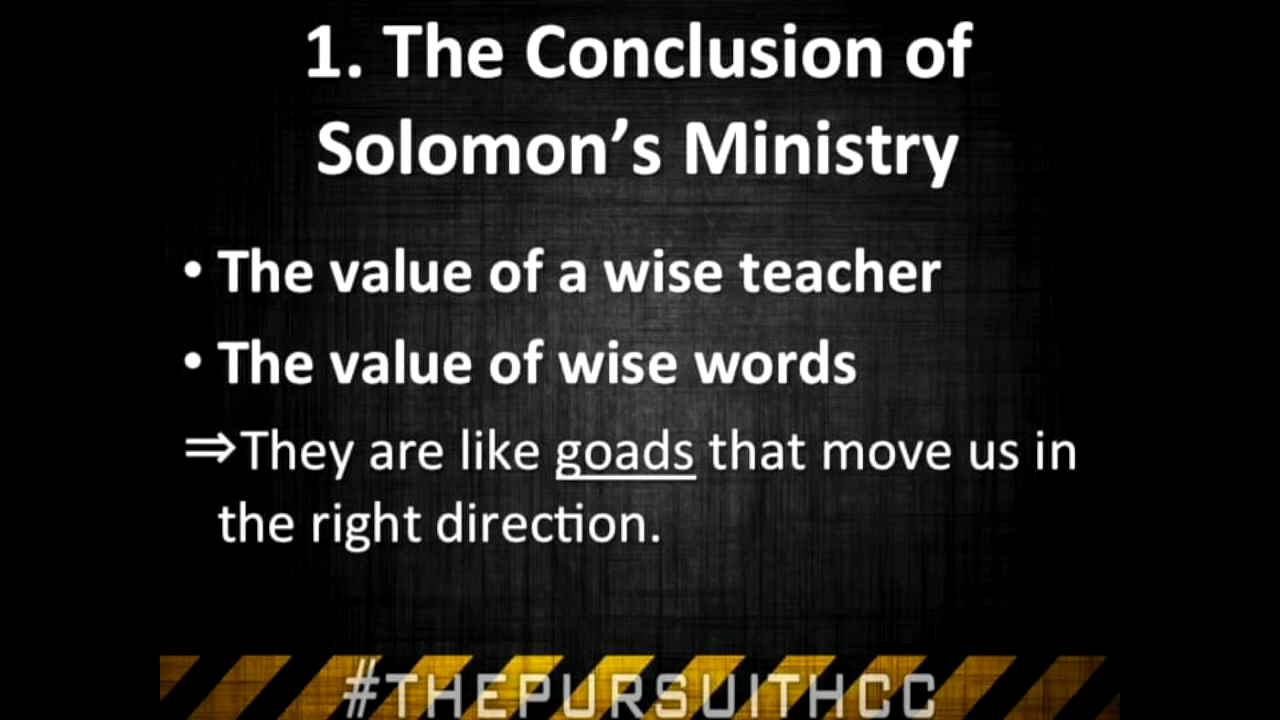 1. The Conclusion of
Solomon’s Ministry
• The value of a wise teacher
• The value of wise words
⇒They are like goads that move us in
the right direction.
#THEPURSUITHCC